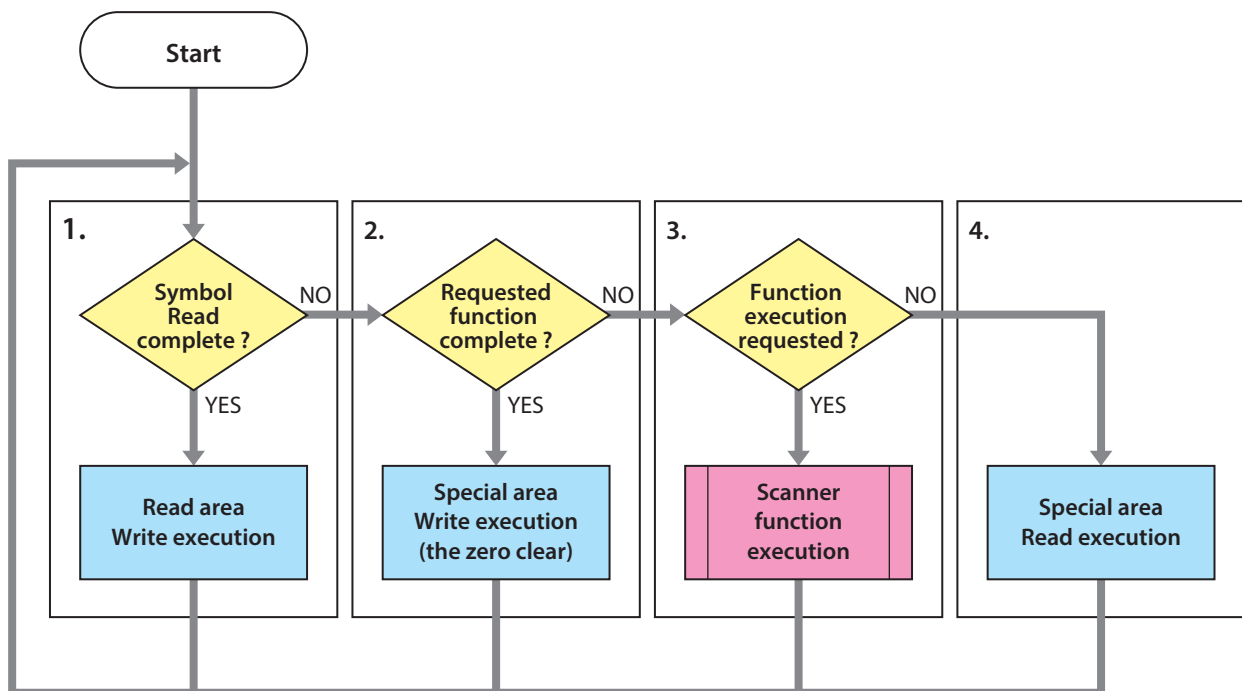 Start
1.
Symbol
Read
complete ?
NO
YES
Read area
Write execution
2.
Requested
function
complete ?
NO
YES
Special area
Write execution
(the zero clear)
3.
Function
execution
requested ?
NO
YES
Scanner
function
execution
4.
Special area
Read execution